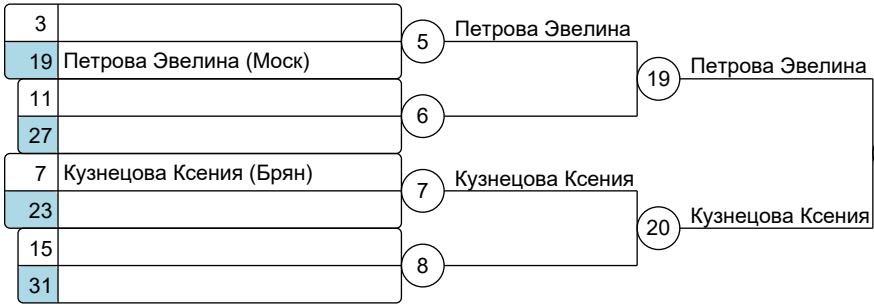 3
5 Петрова Эвелина
19 Петрова Эвелина (Моск)
19 Петрова Эвелина
11
6
27
7 Кузнецова Ксения (Брян)
7 Кузнецова Ксения
23
20 Кузнецова Ксения
15
8
31